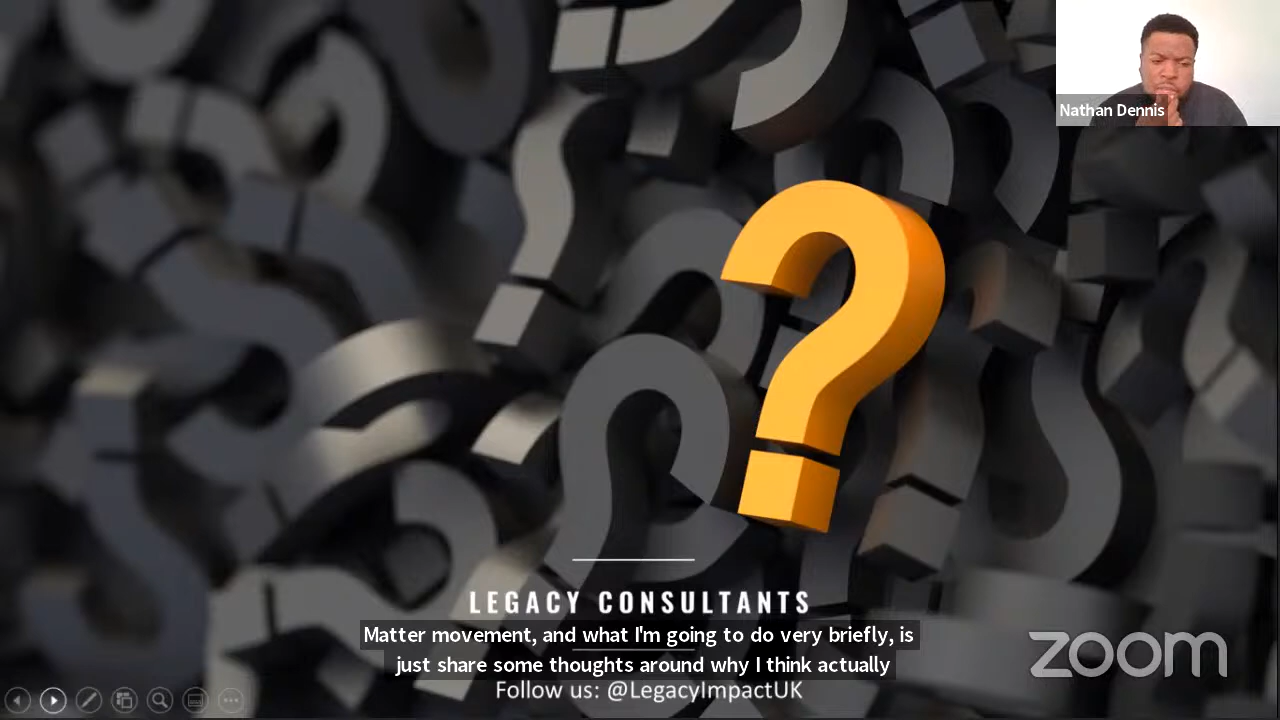 Nathan Dennis
LEGACY CONSULTANTS
Matter movement, and what I'm going to do very briefly, is
just share some thoughts around why I think actually
Follow us: @LegacyImpactUK
zoom